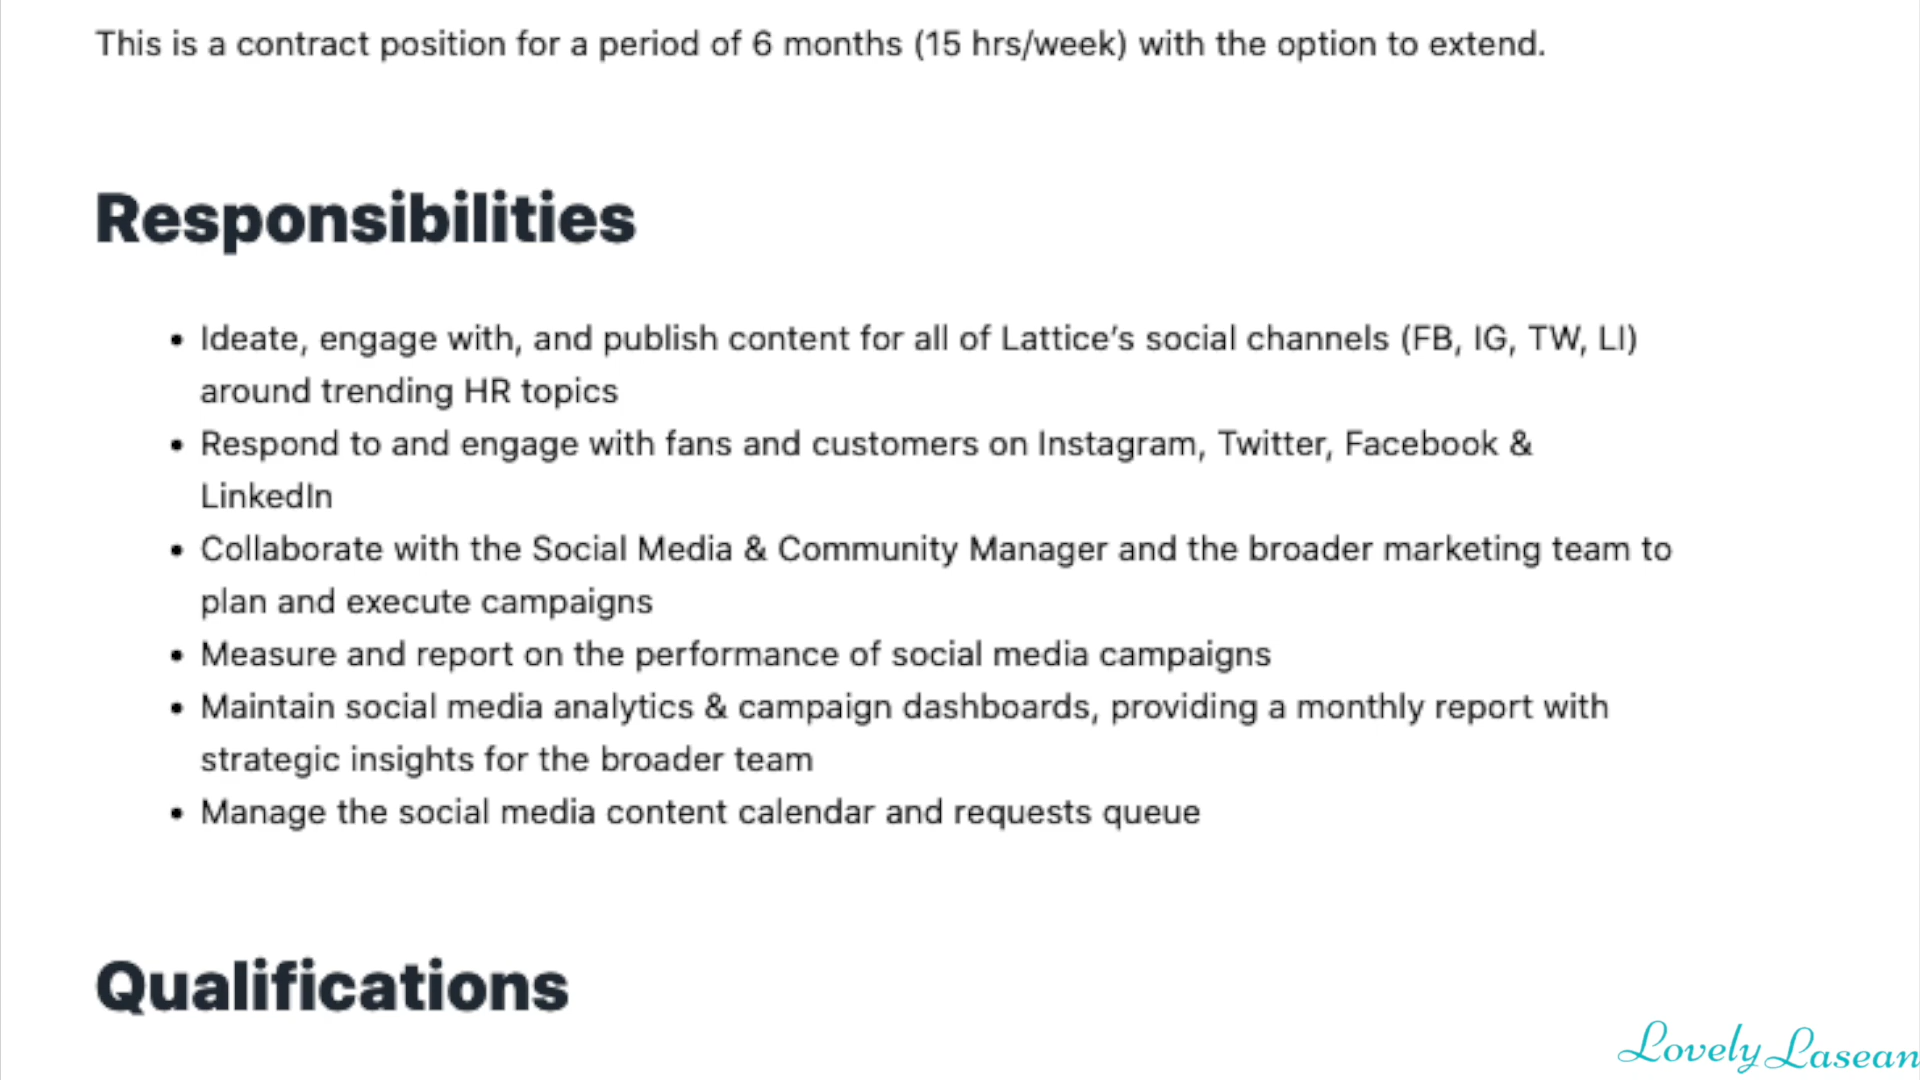 This is a contract position for a period of 6 months (15 hrs/week) with the option to extend.
Responsibilities
• Ideate, engage with, and publish content for all of Lattice’s social channels (FB, IG, TW, LI)
around trending HR topics
• Respond to and engage with fans and customers on Instagram, Twitter, Facebook &
LinkedIn
• Collaborate with the Social Media & Community Manager and the broader marketing team to
plan and execute campaigns
• Measure and report on the performance of social media campaigns
• Maintain social media analytics & campaign dashboards, providing a monthly report with
strategic insights for the broader team
• Manage the social media content calendar and requests queue
Qualifications
Lovely Lasean